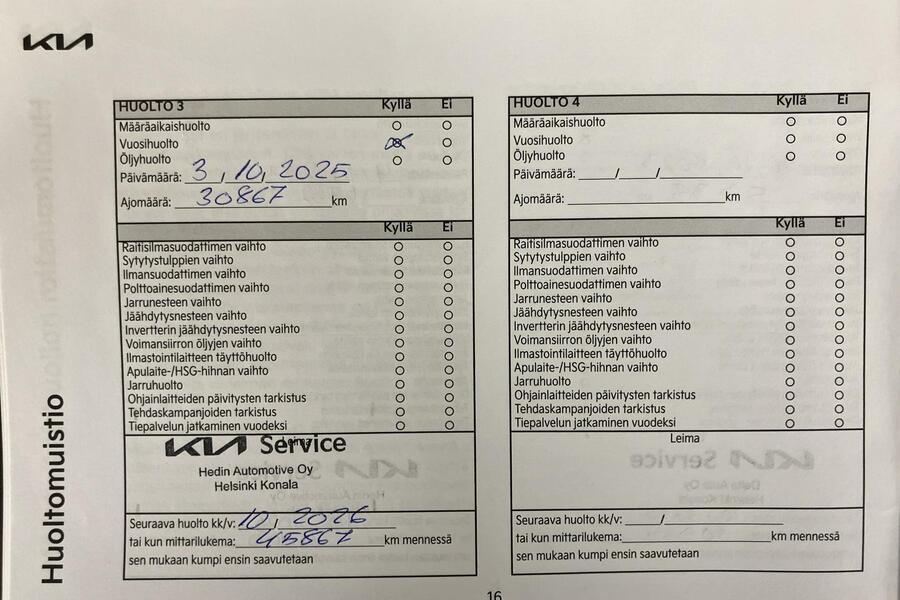 KIA
Huoltomuistio
HUOLTO 3 Kyllä Ei
Määräaikaishuolto
Vuosihuolto
Öljyhuolto
Päivämäärä: 3, 10, 2025
Ajomäärä: 30867 km
Kyllä Ei
Raitisilmasuodattimen vaihto
Sytytystulppien vaihto
Ilmansuodattimen vaihto
Polttoainesuodattimen vaihto
Jarrunesteen vaihto
Jäähdytysnesteen vaihto
Invertterin jäähdytysnesteen vaihto
Voimansiirron öljyjen vaihto
Ilmastointilaitteen täyttöhuolto
Apulaite-/HSG-hihnan vaihto
Jarruhuolto
Ohjainlaitteiden päivitysten tarkistus
Tehdaskampanjoiden tarkistus
Tiepalvelun jatkaminen vuodeksi
Leima
KIA Service
Hedin Automotive Oy
Helsinki Konala
Seuraava huolto kk/v: 10 / 2026
tai kun mittarilukema: 45867 km mennessä
sen mukaan kumpi ensin saavutetaan
HUOLTO 4 Kyllä Ei
Määräaikaishuolto
Vuosihuolto
Öljyhuolto
Päivämäärä: _____/_____/__________
Ajomäärä: ____________________km
Kyllä Ei
Raitisilmasuodattimen vaihto
Sytytystulppien vaihto
Ilmansuodattimen vaihto
Polttoainesuodattimen vaihto
Jarrunesteen vaihto
Jäähdytysnesteen vaihto
Invertterin jäähdytysnesteen vaihto
Voimansiirron öljyjen vaihto
Ilmastointilaitteen täyttöhuolto
Apulaite-/HSG-hihnan vaihto
Jarruhuolto
Ohjainlaitteiden päivitysten tarkistus
Tehdaskampanjoiden tarkistus
Tiepalvelun jatkaminen vuodeksi
Leima
Seuraava huolto kk/v: _____/_______________
tai kun mittarilukema: _______________km mennessä
sen mukaan kumpi ensin saavutetaan
16